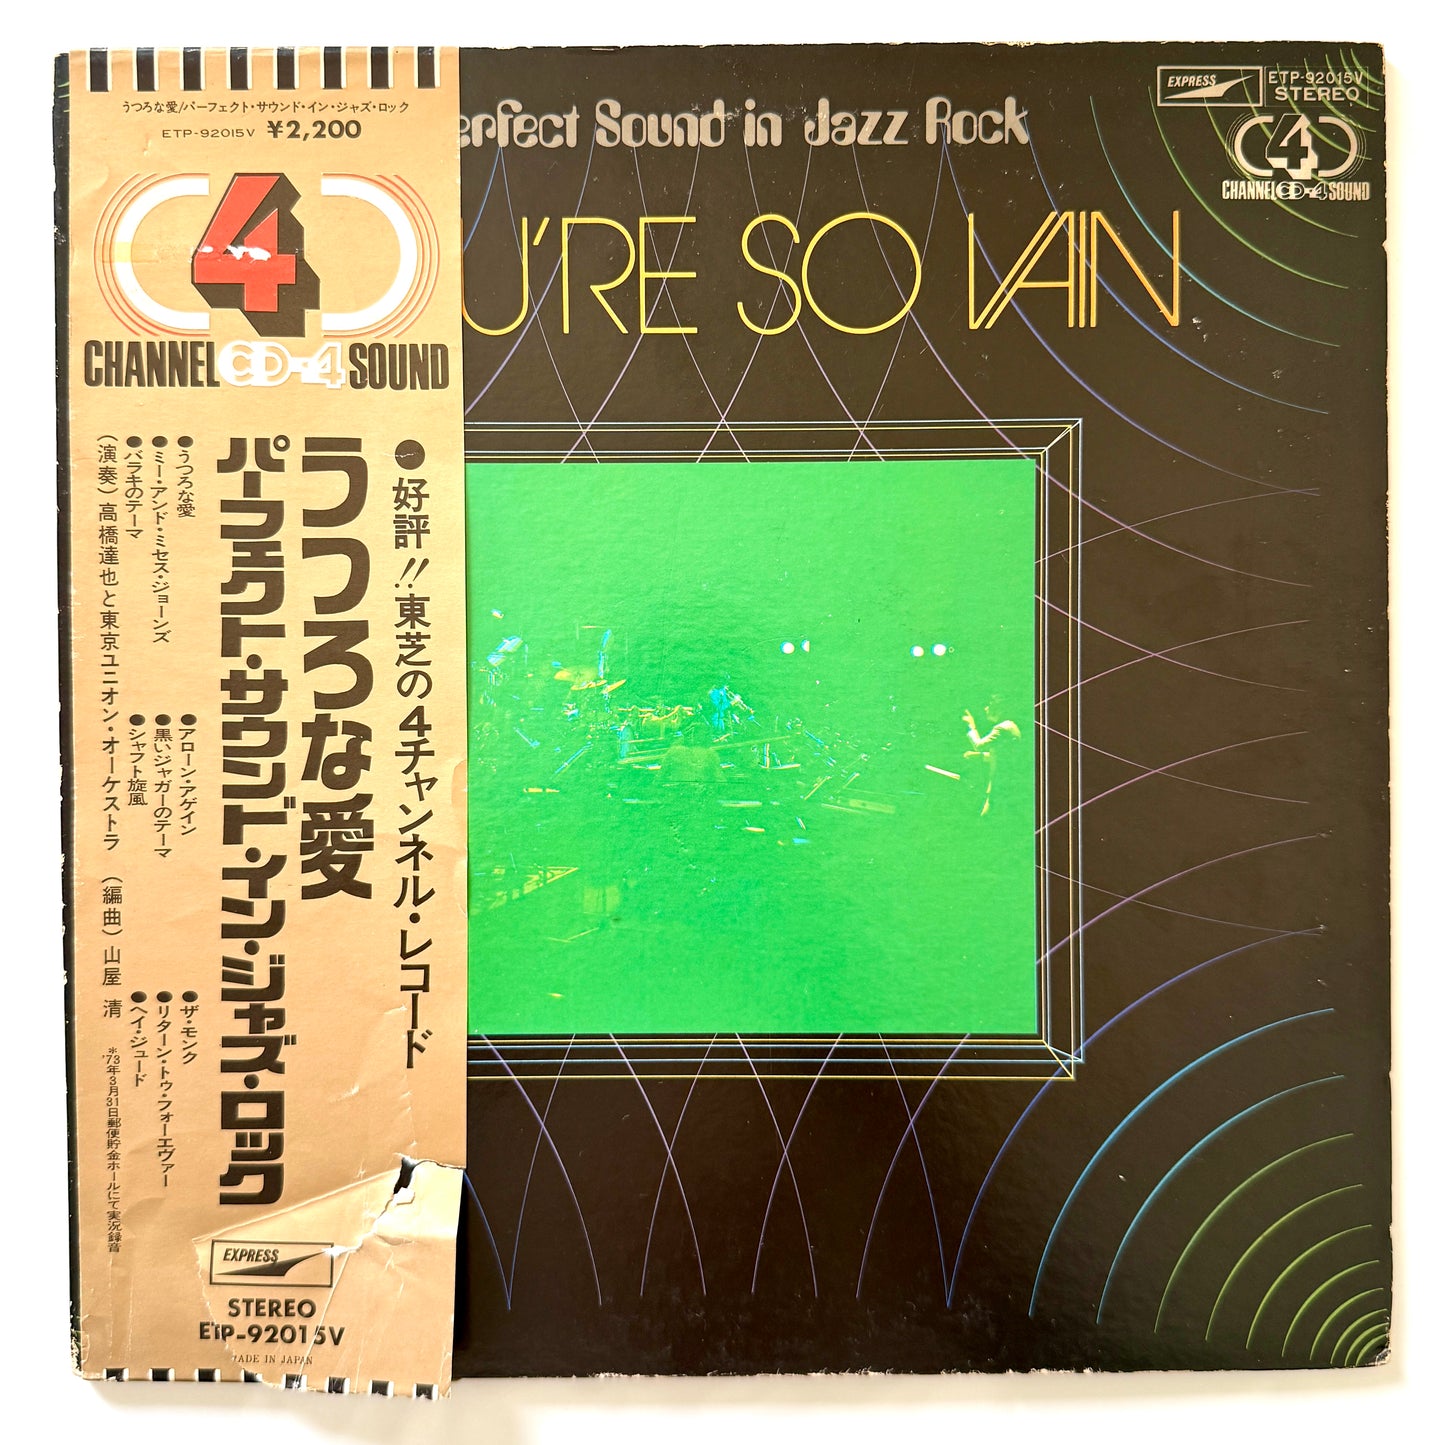 うつろな愛/パーフェクト・サウンド・イン・ジャズ・ロック
ETP-92015V ¥2,200
4
CHANNEL CD-4 SOUND
●好評!!東芝の4チャンネル・レコード
うつろな愛
パーフェクト・サウンド・イン・ジャズ・ロック
●うつろな愛
●ミー・アンド・ミセス・ジョーンズ
●バラキのテーマ
●アローン・アゲイン
●黒いジャガーのテーマ
●シャフト旋風
●ザ・モンク
●リターン・トゥ・フォーエヴァー
●ヘイ・ジュード
(演奏)高橋達也と東京ユニオン・オーケストラ (編曲)山屋 清
*'73年3月31日郵便貯金ホールにて実況録音
EXPRESS
STEREO
ETP-92015V
MADE IN JAPAN
erfect Sound in Jazz Rock
U'RE SO VAIN
EXPRESS
ETP-92015V
STEREO
4
CHANNEL CD-4 SOUND